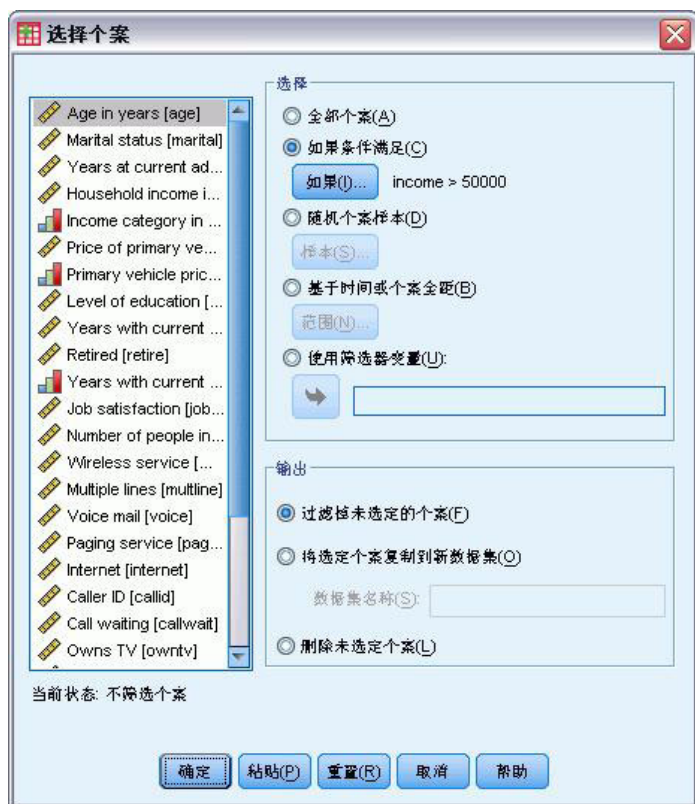 选择个案
Age in years [age]
Marital status [marital]
Years at current ad...
Household income i...
Income category in ...
Price of primary ve...
Primary vehicle pric...
Level of education [...
Years with current ...
Retired [retire]
Years with current ...
Job satisfaction [job...
Number of people in...
Wireless service [...
Multiple lines [multline]
Voice mail [voice]
Paging service [pag...
Internet [internet]
Caller ID [callid]
Call waiting [callwait]
Owns TV [owntv]
当前状态: 不筛选个案
选择
全部个案(A)
如果条件满足(C)
如果(I)... income > 50000
随机个案样本(D)
样本(S)...
基于时间或个案全距(B)
范围(N)...
使用筛选器变量(U):
输出
过滤掉未选定的个案(F)
将选定个案复制到新数据集(O)
数据集名称(S):
删除未选定个案(L)
确定 粘贴(P) 重置(R) 取消 帮助